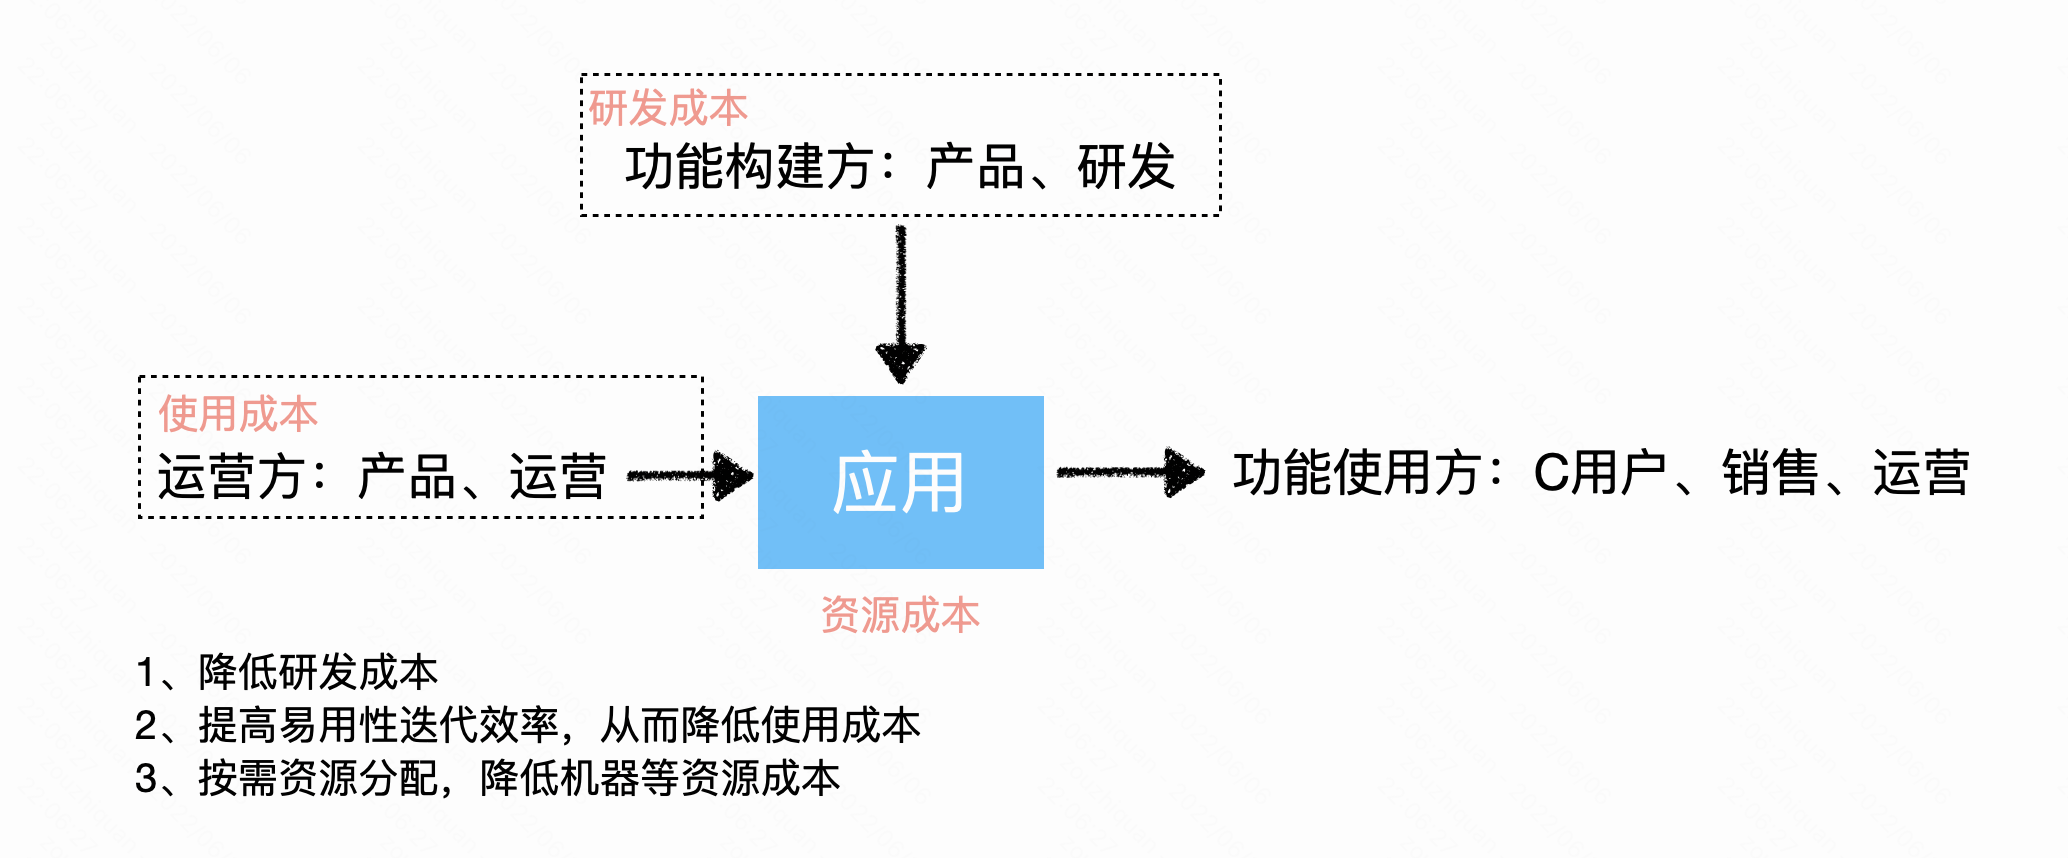 研发成本
功能构建方：产品、研发
使用成本
运营方：产品、运营
应用
功能使用方：C用户、销售、运营
资源成本
1、降低研发成本
2、提高易用性迭代效率，从而降低使用成本
3、按需资源分配，降低机器等资源成本